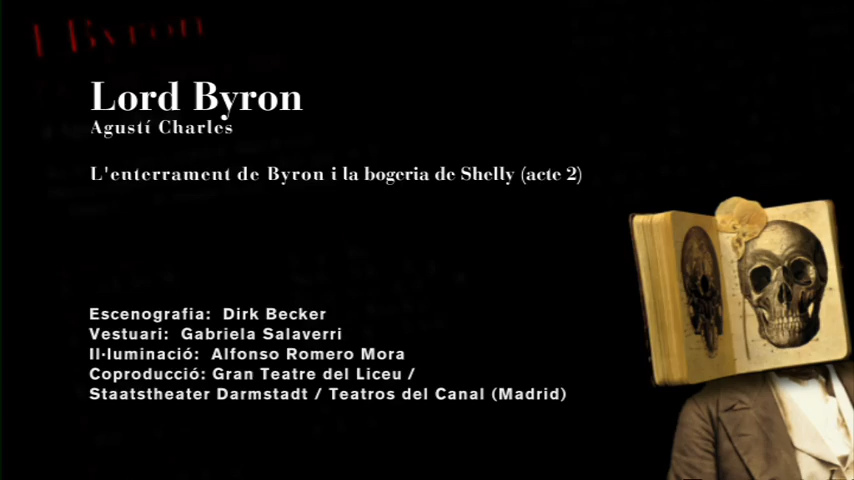 l Byron
Lord Byron
Agustí Charles
L'enterrament de Byron i la bogeria de Shelly (acte 2)
Escenografia: Dirk Becker
Vestuari: Gabriela Salaverri
Il·luminació: Alfonso Romero Mora
Coproducció: Gran Teatre del Liceu /
Staatstheater Darmstadt / Teatros del Canal (Madrid)